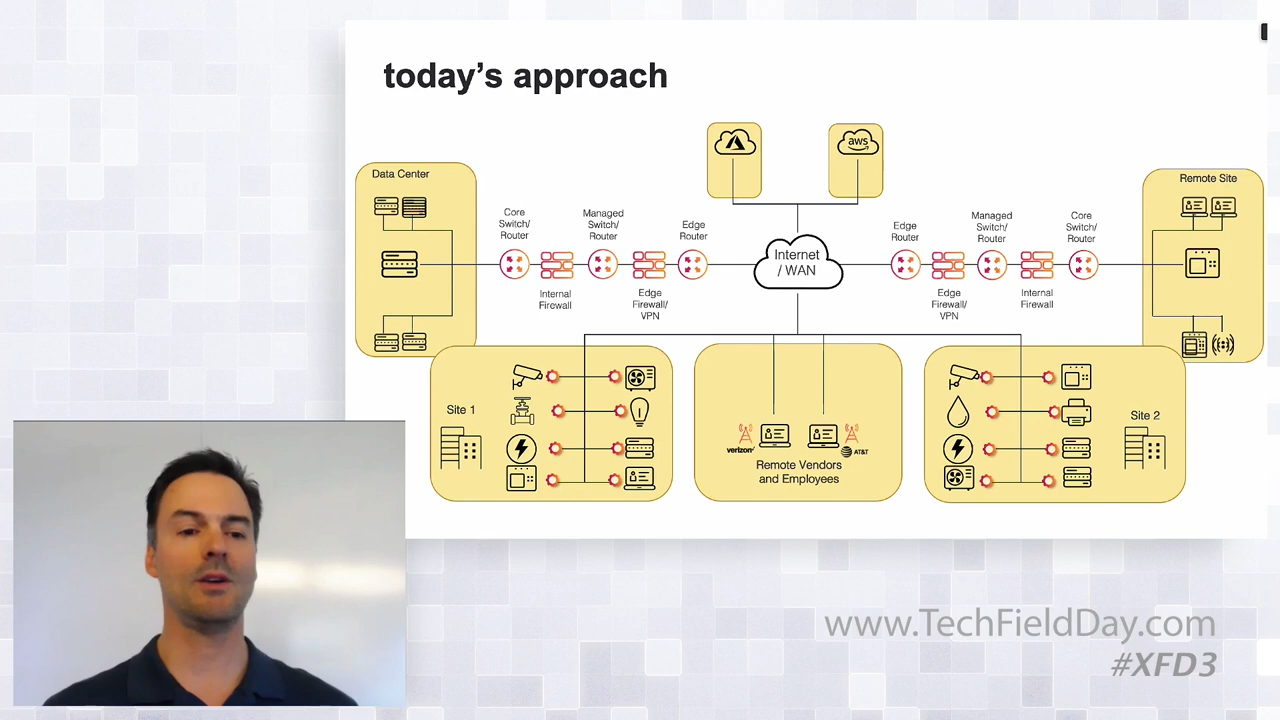 today's approach
aws
Data Center
Remote Site
Core
Switch/
Router
Managed
Switch/
Router
Edge
Router
Internet
/ WAN
Edge
Router
Managed
Switch/
Router
Core
Switch/
Router
Internal
Firewall
Edge
Firewall/
VPN
Edge
Firewall/
VPN
Internal
Firewall
Site 1
Site 2
verizon
AT&T
Remote Vendors
and Employees
www.TechFieldDay.com
#XFD3